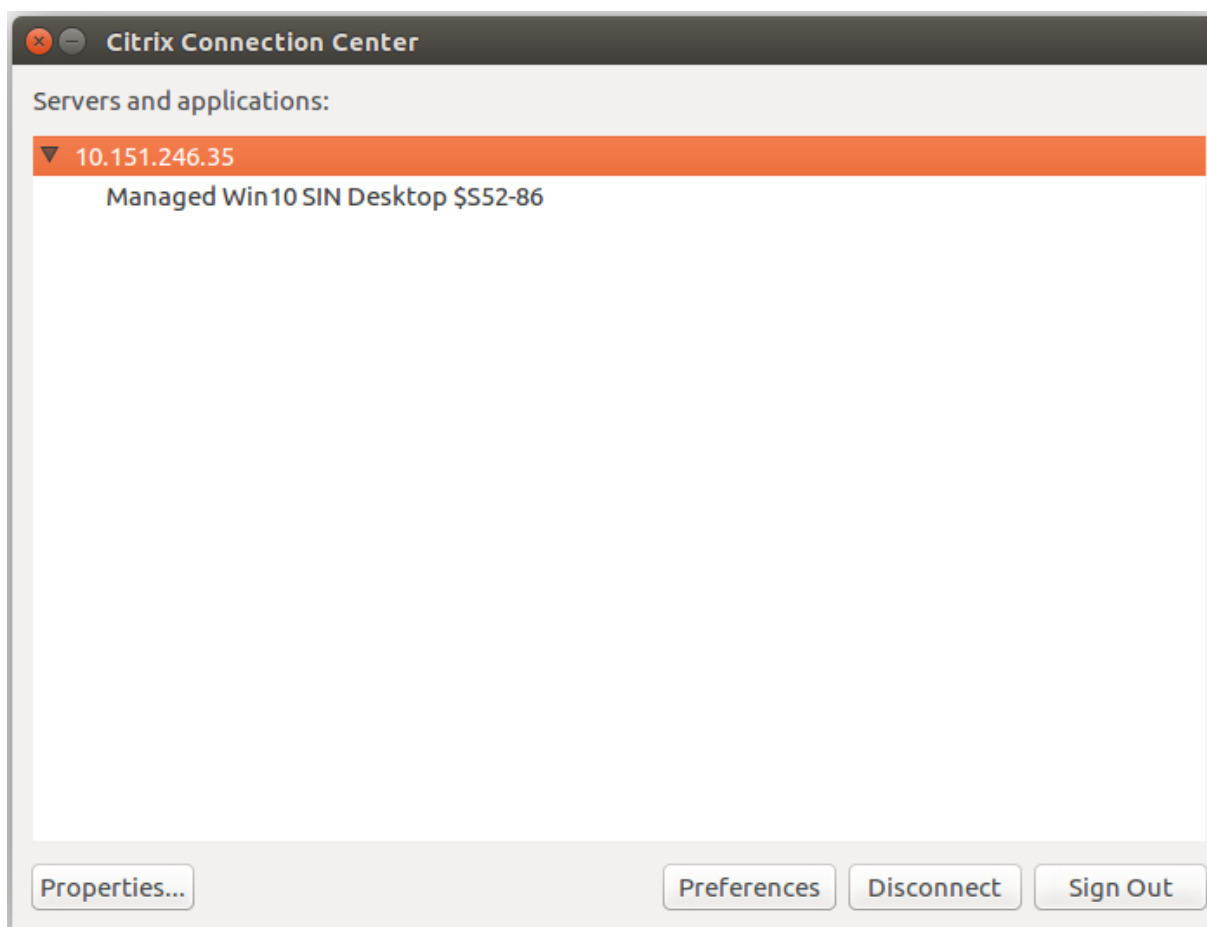 Citrix Connection Center
Servers and applications:
10.151.246.35
Managed Win10 SIN Desktop $S52-86
Properties...
Preferences
Disconnect
Sign Out